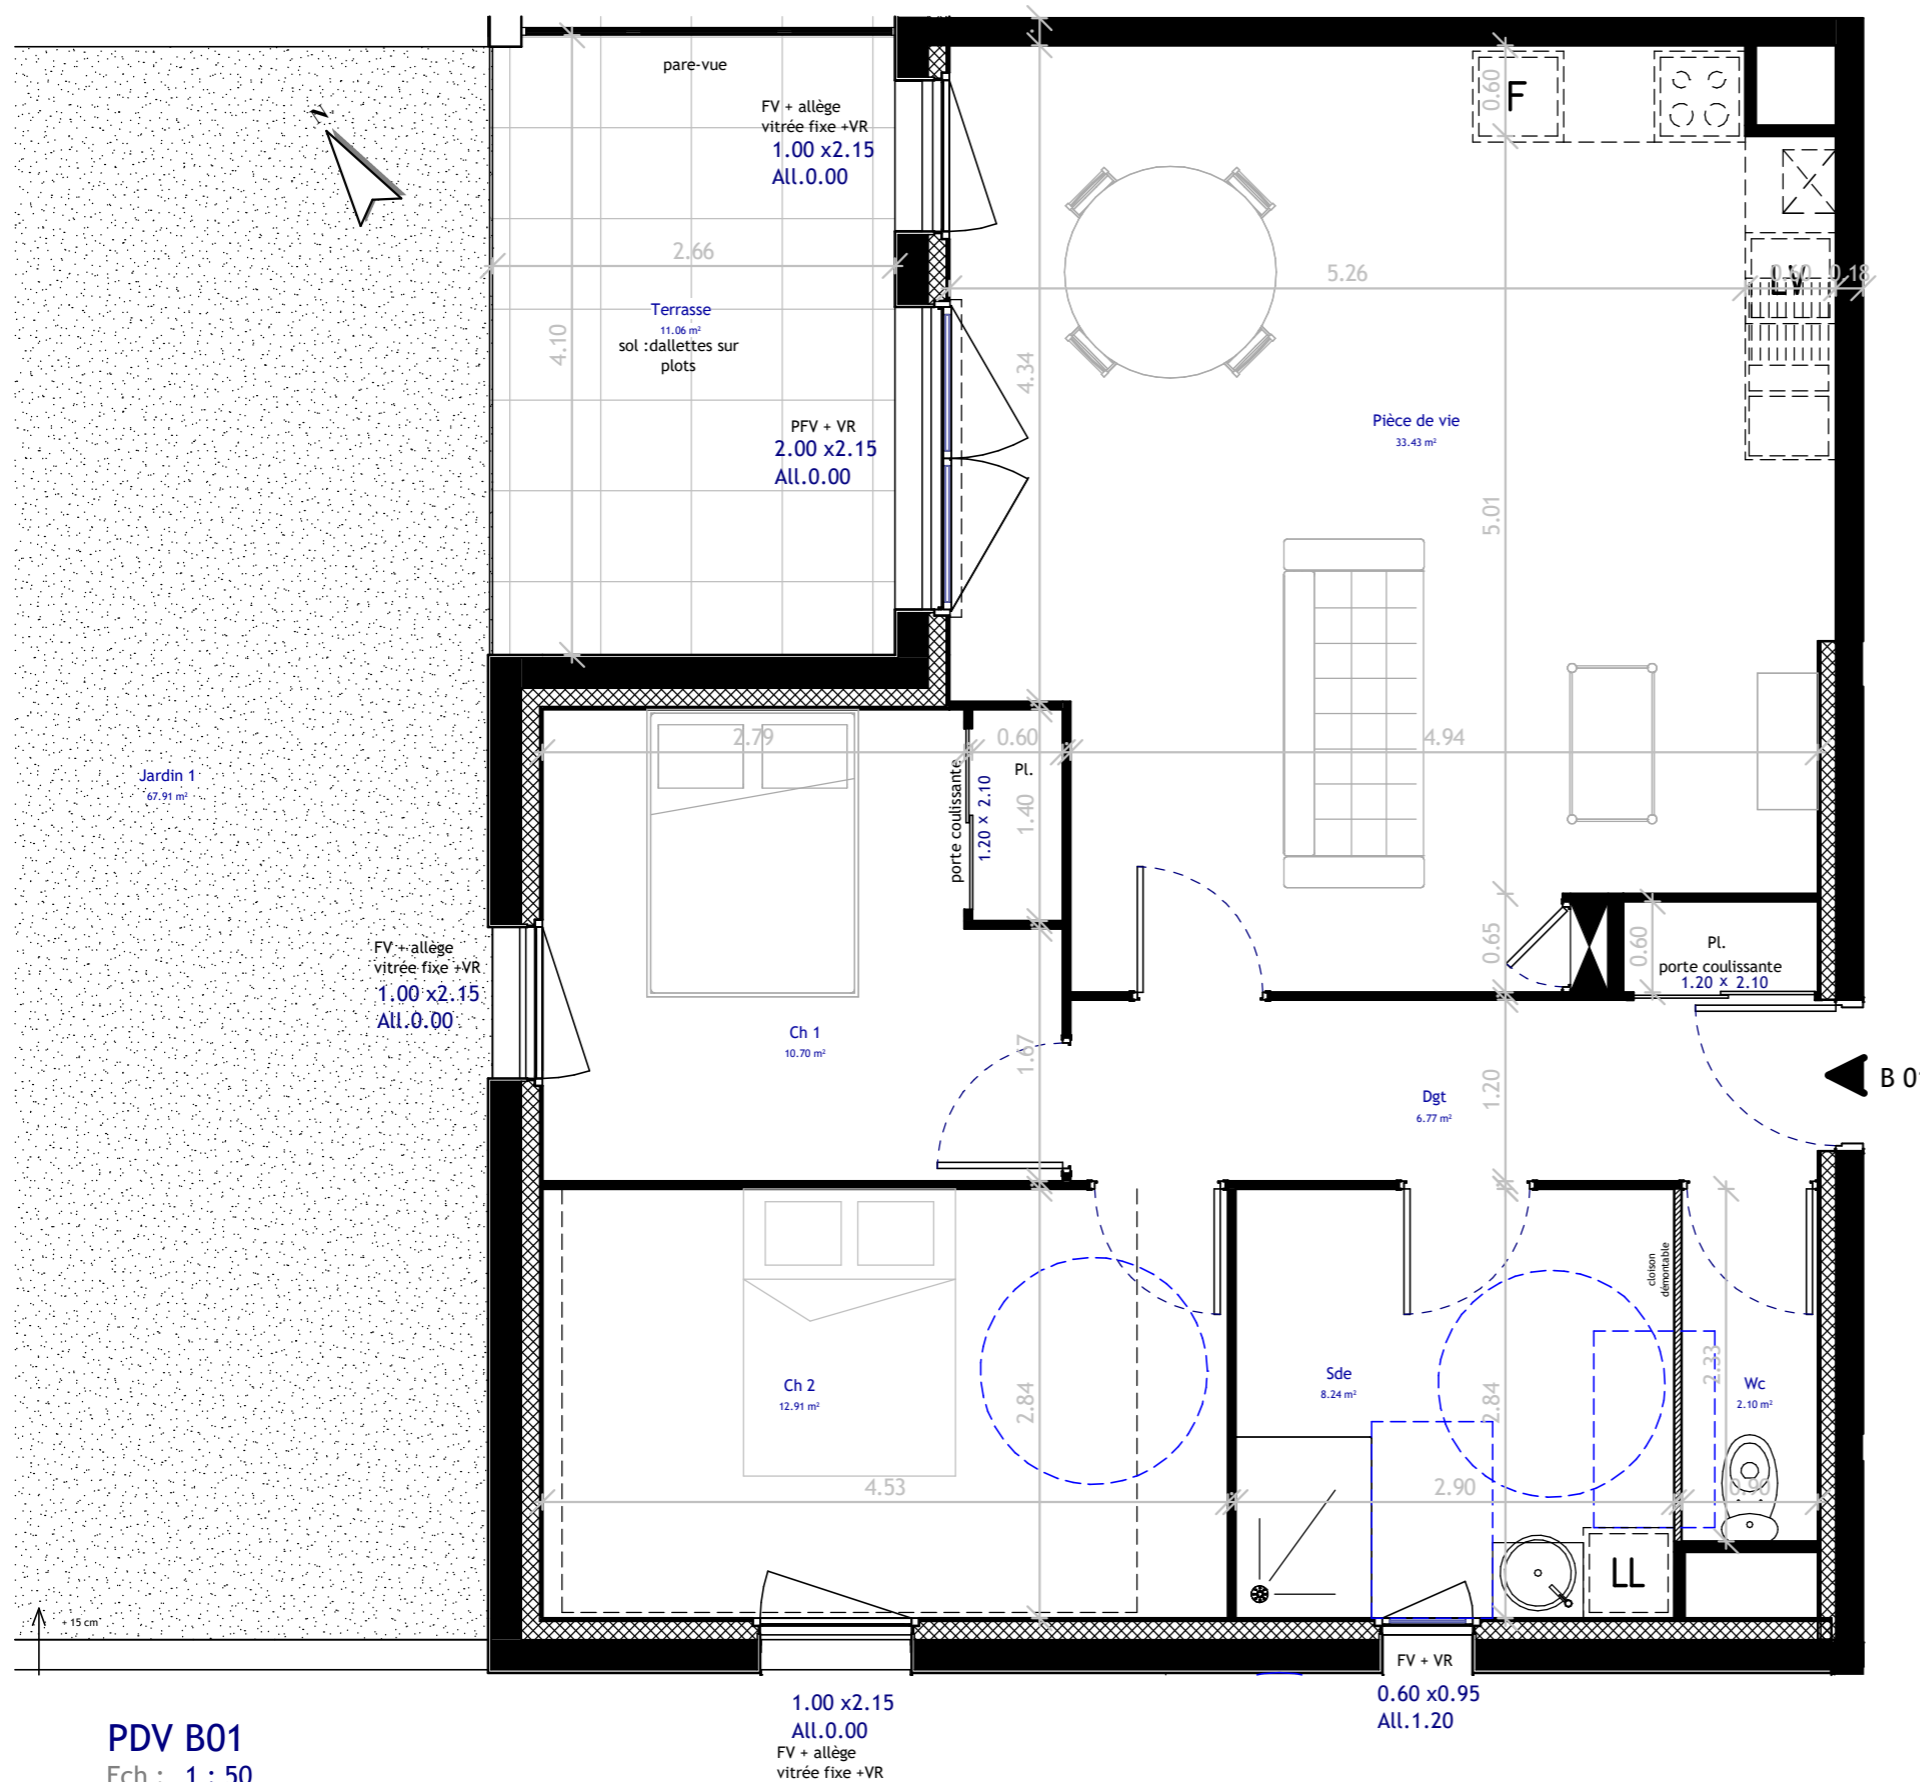 pare-vue
N
FV + allège
vitrée fixe +VR
1.00 x2.15
All.0.00
0.60
F
2.66
5.26
LV
0.60
0.18
Terrasse
11.06 m²
sol :dallettes sur
plots
4.10
4.34
PFV + VR
2.00 x2.15
All.0.00
Pièce de vie
33.43 m²
5.01
Jardin 1
67.91 m²
2.79
0.60
4.94
Pl.
porte coulissante
1.20 x 2.10
1.40
FV + allège
vitrée fixe +VR
1.00 x2.15
All.0.00
0.65
0.60
Pl.
porte coulissante
1.20 x 2.10
Ch 1
10.70 m²
1.67
1.20
Dgt
6.77 m²
B 01
cloison
démontable
Ch 2
12.91 m²
2.84
Sde
8.24 m²
2.84
2.33
Wc
2.10 m²
4.53
2.90
0.90
LL
+ 15 cm
FV + VR
0.60 x0.95
All.1.20
1.00 x2.15
All.0.00
FV + allège
vitrée fixe +VR
PDV B01
Ech : 1 : 50